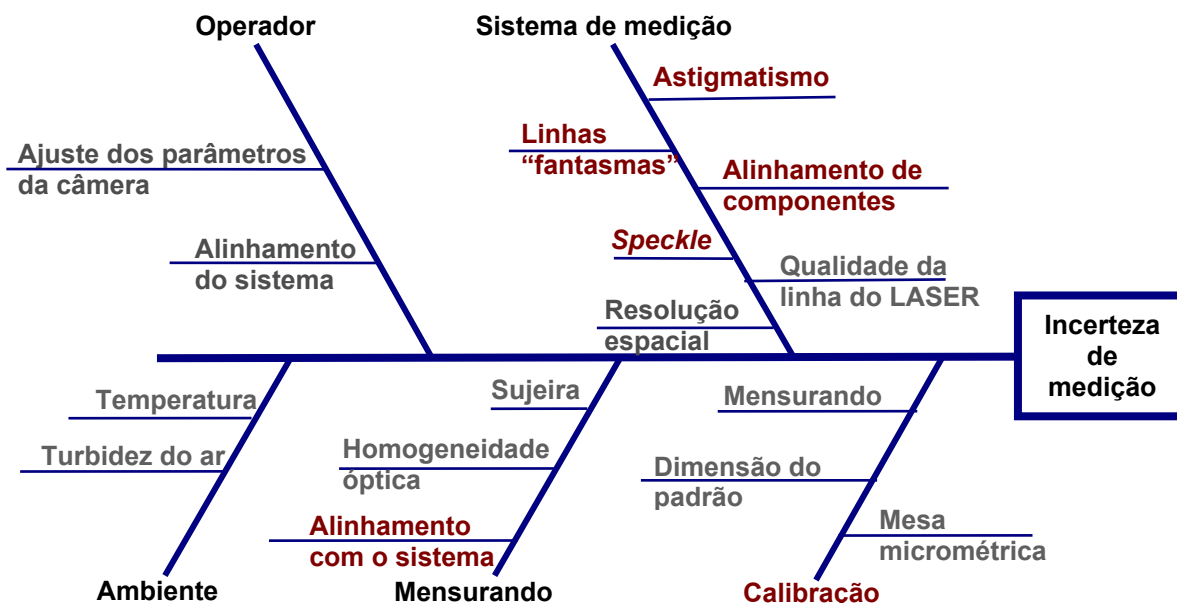 Operador
Sistema de medição
Astigmatismo
Linhas
“fantasmas”
Ajuste dos parâmetros
da câmera
Alinhamento de
componentes
Alinhamento
do sistema
Speckle
Qualidade da
linha do LASER
Resolução
espacial
Incerteza
de
medição
Temperatura
Turbidez do ar
Sujeira
Homogeneidade
óptica
Alinhamento
com o sistema
Mensurando
Dimensão do
padrão
Mesa
micrométrica
Ambiente
Mensurando
Calibração